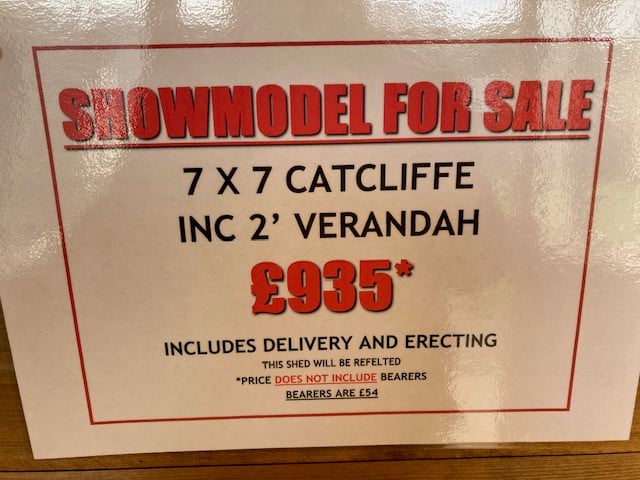 SHOWMODEL FOR SALE
7 X 7 CATCLIFFE
INC 2' VERANDAH
£935*
INCLUDES DELIVERY AND ERECTING
THIS SHED WILL BE REFELTED
*PRICE DOES NOT INCLUDE BEARERS
BEARERS ARE £54